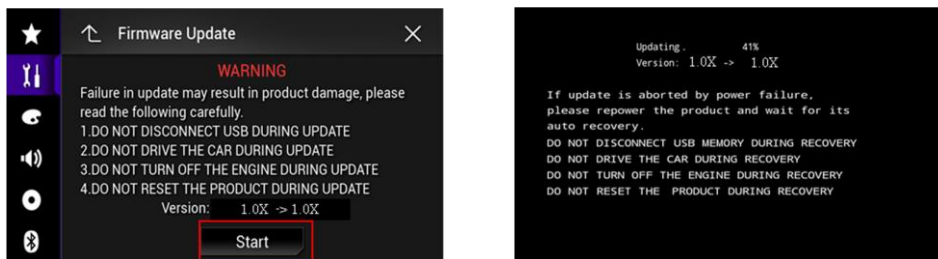 Firmware Update
WARNING
Failure in update may result in product damage, please
read the following carefully.
1.DO NOT DISCONNECT USB DURING UPDATE
2.DO NOT DRIVE THE CAR DURING UPDATE
3.DO NOT TURN OFF THE ENGINE DURING UPDATE
4.DO NOT RESET THE PRODUCT DURING UPDATE
Version: 1.0X -> 1.0X
Start
Updating. 41%
Version: 1.0X -> 1.0X
If update is aborted by power failure,
please repower the product and wait for its
auto recovery.
DO NOT DISCONNECT USB MEMORY DURING RECOVERY
DO NOT DRIVE THE CAR DURING RECOVERY
DO NOT TURN OFF THE ENGINE DURING RECOVERY
DO NOT RESET THE PRODUCT DURING RECOVERY